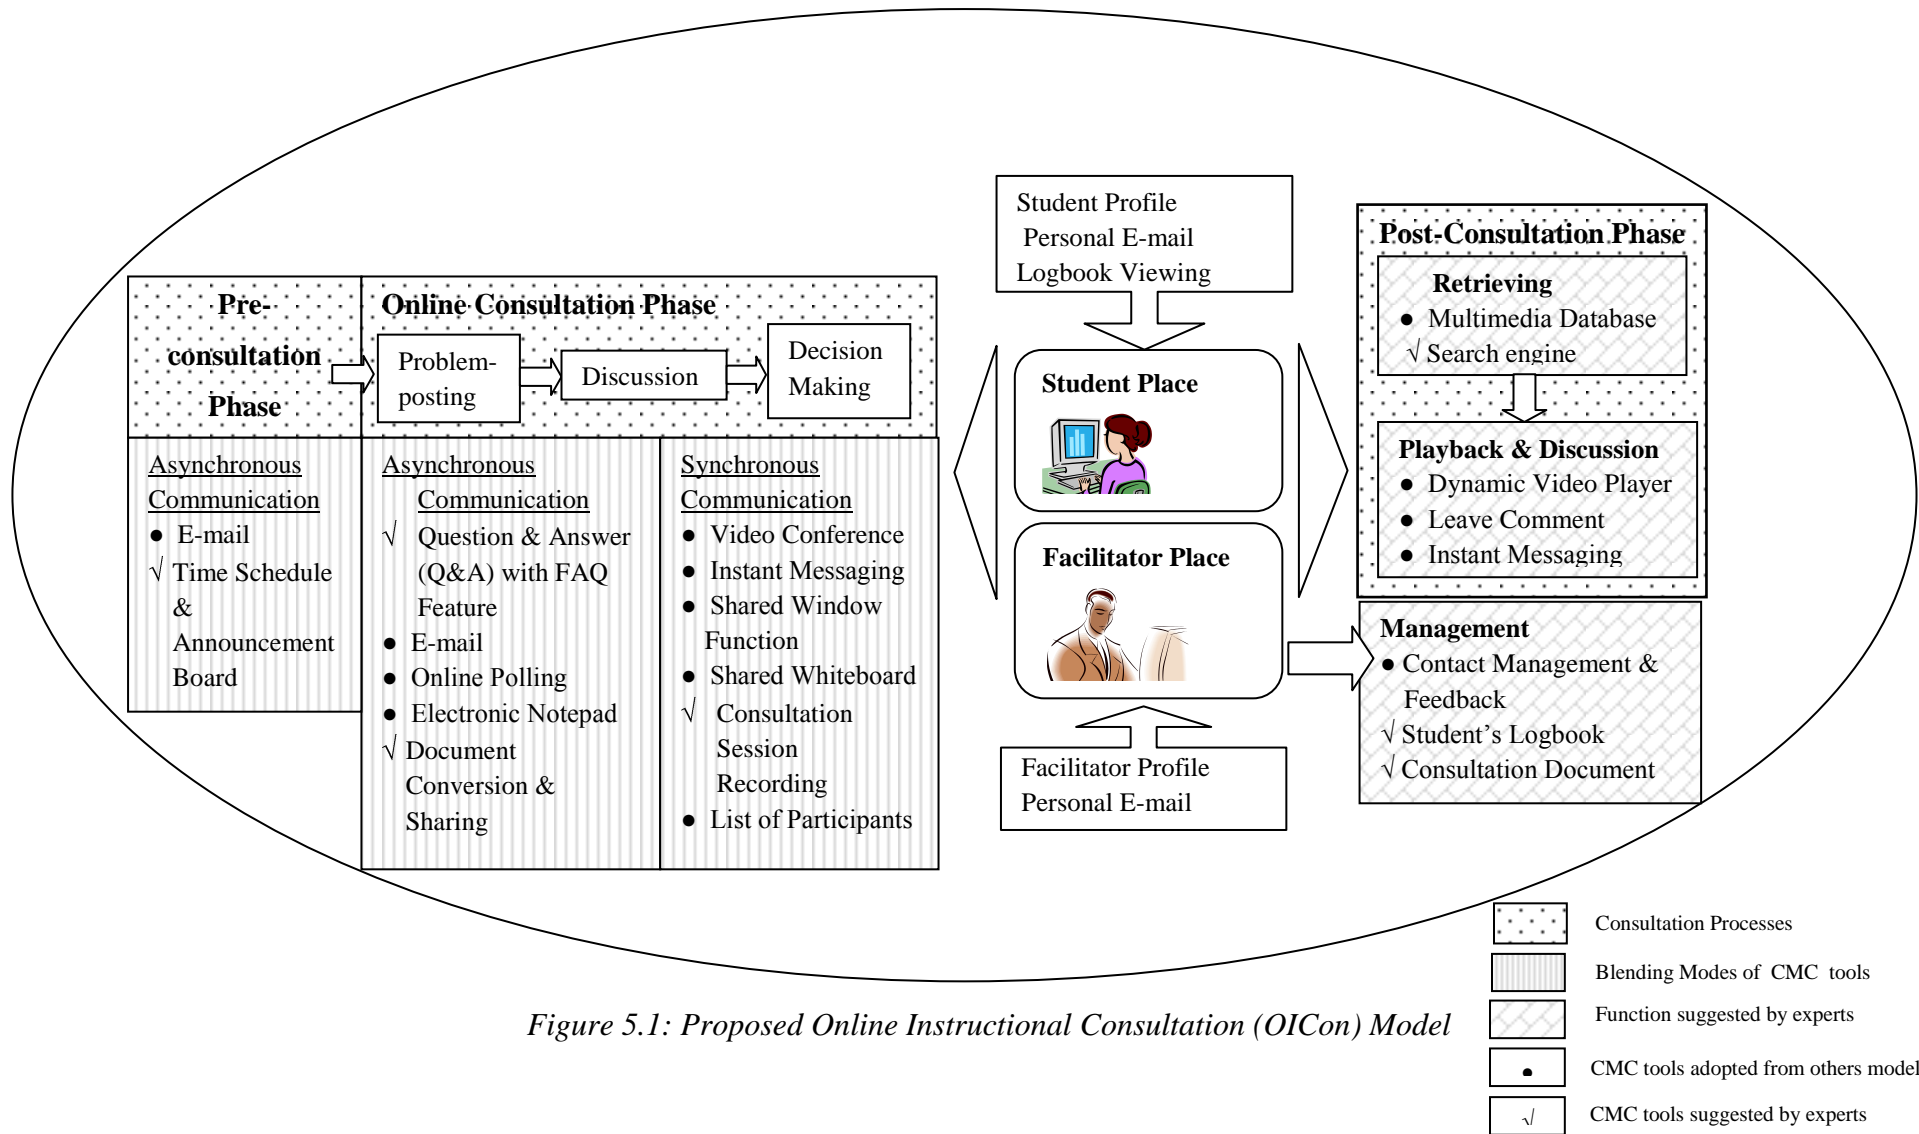 Pre-
consultation
Phase
Online Consultation Phase
Problem-
posting
Discussion
Decision
Making
Asynchronous
Communication
● E-mail
√ Time Schedule
&
Announcement
Board
Asynchronous
Communication
√ Question & Answer
(Q&A) with FAQ
Feature
● E-mail
● Online Polling
● Electronic Notepad
√ Document
Conversion &
Sharing
Synchronous
Communication
● Video Conference
● Instant Messaging
● Shared Window
Function
● Shared Whiteboard
√ Consultation
Session
Recording
● List of Participants
Student Profile
Personal E-mail
Logbook Viewing
Student Place
Facilitator Place
Facilitator Profile
Personal E-mail
Post-Consultation Phase
Retrieving
● Multimedia Database
√ Search engine
Playback & Discussion
● Dynamic Video Player
● Leave Comment
● Instant Messaging
Management
● Contact Management &
Feedback
√ Student’s Logbook
√ Consultation Document
Consultation Processes
Blending Modes of CMC tools
Function suggested by experts
● CMC tools adopted from others model
√ CMC tools suggested by experts
Figure 5.1: Proposed Online Instructional Consultation (OICon) Model